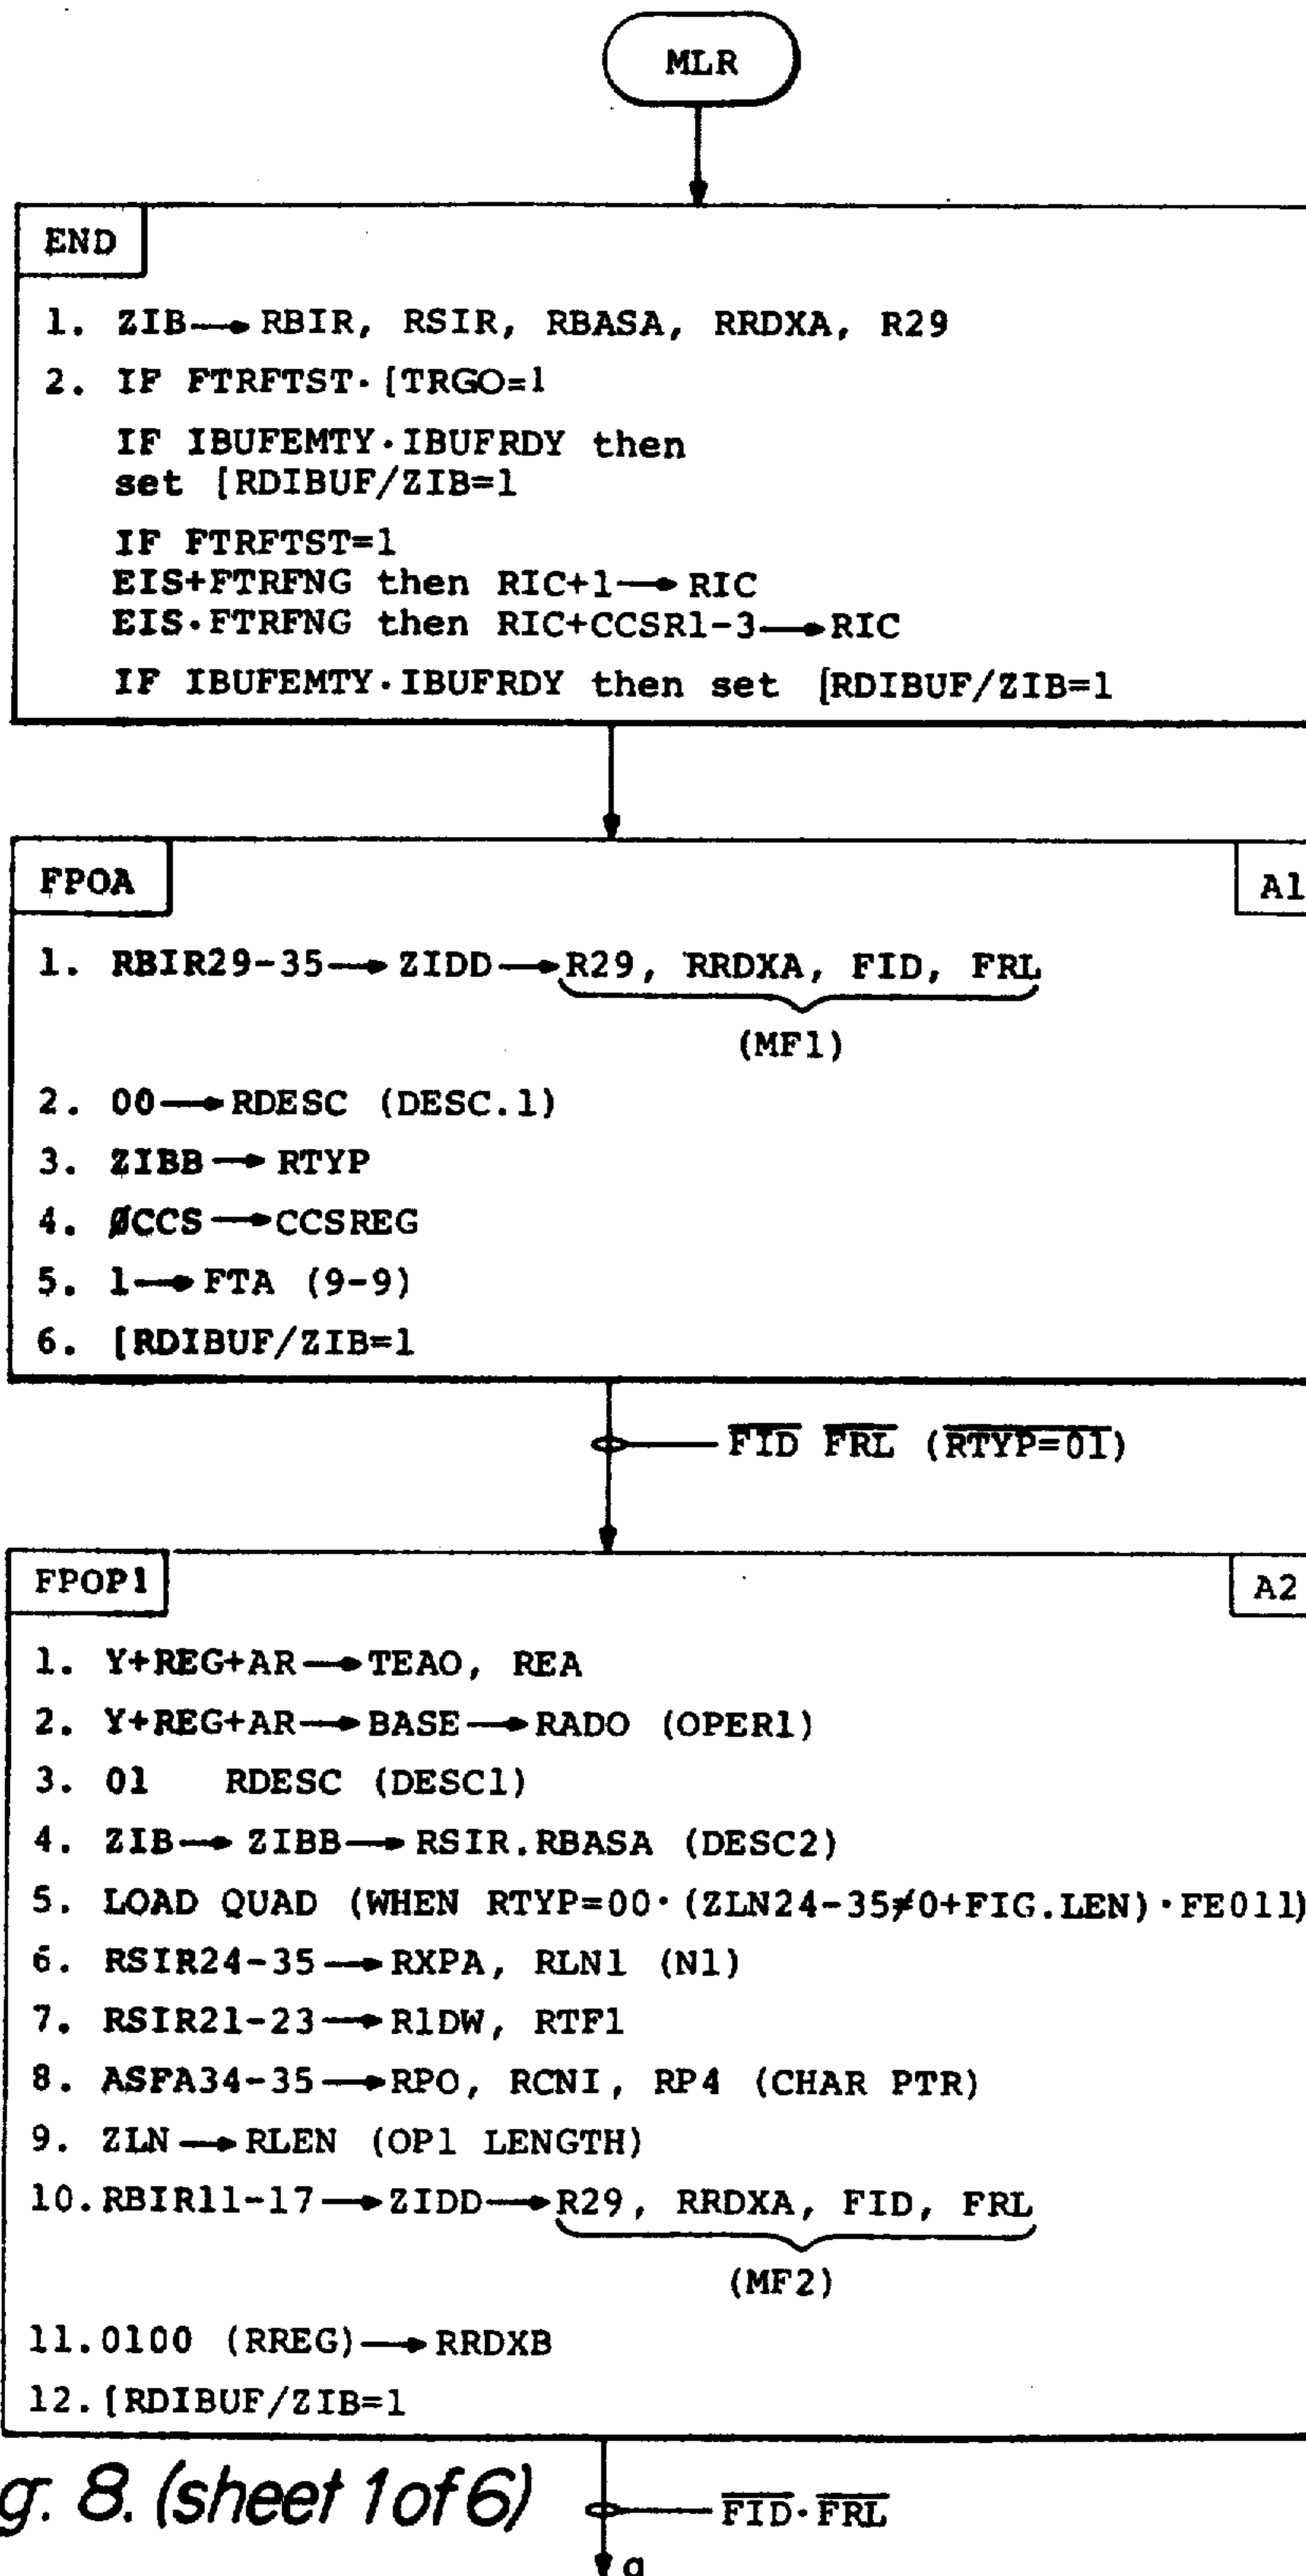 MLR
END
1. ZIB→RBIR, RSIR, RBASA, RRDXA, R29
2. IF FTRFTST·[TRGO=1
IF IBUFEMTY·IBUFRDY then
set [RDIBUF/ZIB=1
IF FTRFTST=1
EIS+FTRFNG then RIC+1→RIC
EIS·FTRFNG then RIC+CCSR1-3→RIC
IF IBUFEMTY·IBUFRDY then set [RDIBUF/ZIB=1
FPOA
A1
1. RBIR29-35→ZIDD→R29, RRDXA, FID, FRL
(MF1)
2. 00→RDESC (DESC.1)
3. ZIBB→RTYP
4. ØCCS→CCSREG
5. 1→FTA (9-9)
6. [RDIBUF/ZIB=1
F̅I̅D̅ F̅R̅L̅ (R̅T̅Y̅P̅=̅0̅1̅)
FPOP1
A2
1. Y+REG+AR→TEAO, REA
2. Y+REG+AR→BASE→RADO (OPER1)
3. 01 RDESC (DESC1)
4. ZIB→ZIBB→RSIR.RBASA (DESC2)
5. LOAD QUAD (WHEN RTYP=00·(ZLN24-35≠0+FIG.LEN)·FE011)
6. RSIR24-35→RXPA, RLN1 (N1)
7. RSIR21-23→R1DW, RTF1
8. ASFA34-35→RPO, RCNI, RP4 (CHAR PTR)
9. ZLN→RLEN (OP1 LENGTH)
10.RBIR11-17→ZIDD→R29, RRDXA, FID, FRL
(MF2)
11.0100 (RREG)→RRDXB
12.[RDIBUF/ZIB=1
g. 8. (sheet 1 of 6)
F̅I̅D̅·F̅R̅L̅
a